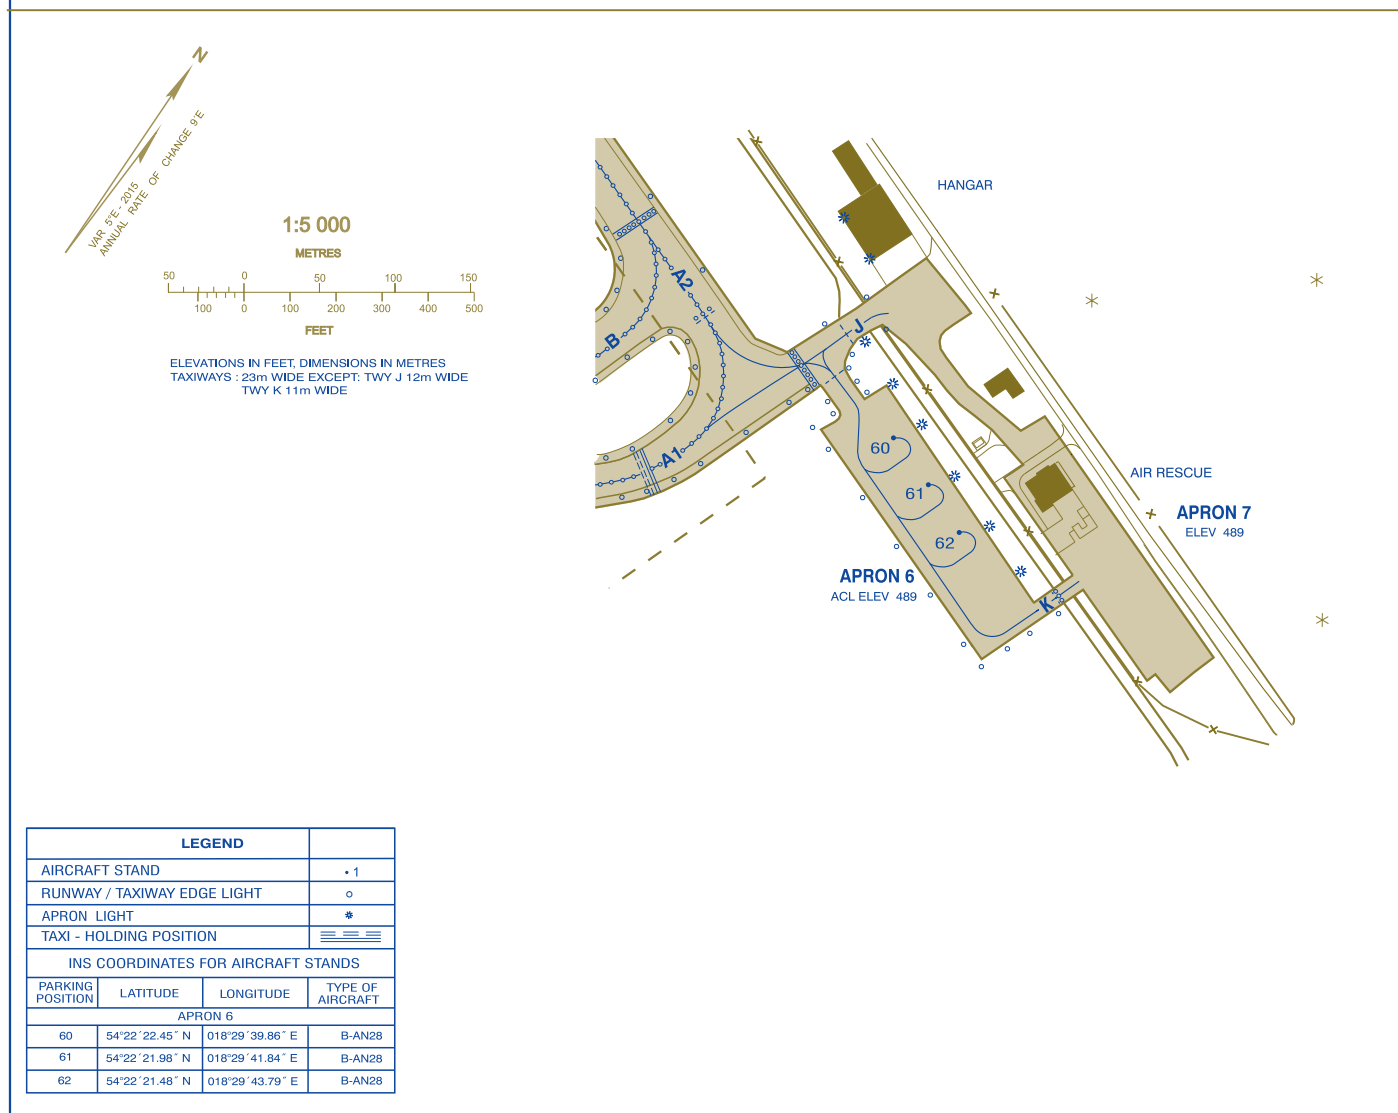 N
VAR 5°E - 2015
ANNUAL RATE OF CHANGE 9'E
1:5 000
METRES
50 0 50 100 150
100 0 100 200 300 400 500
FEET
ELEVATIONS IN FEET, DIMENSIONS IN METRES
TAXIWAYS : 23m WIDE EXCEPT: TWY J 12m WIDE
TWY K 11m WIDE
HANGAR
A2
B
J
A1
60
61
62
AIR RESCUE
APRON 7
ELEV 489
APRON 6
ACL ELEV 489
K
LEGEND
AIRCRAFT STAND 1
RUNWAY / TAXIWAY EDGE LIGHT
APRON LIGHT
TAXI - HOLDING POSITION
INS COORDINATES FOR AIRCRAFT STANDS
PARKING POSITION LATITUDE LONGITUDE TYPE OF AIRCRAFT
APRON 6
60 54°22´22.45˝ N 018°29´39.86˝ E B-AN28
61 54°22´21.98˝ N 018°29´41.84˝ E B-AN28
62 54°22´21.48˝ N 018°29´43.79˝ E B-AN28